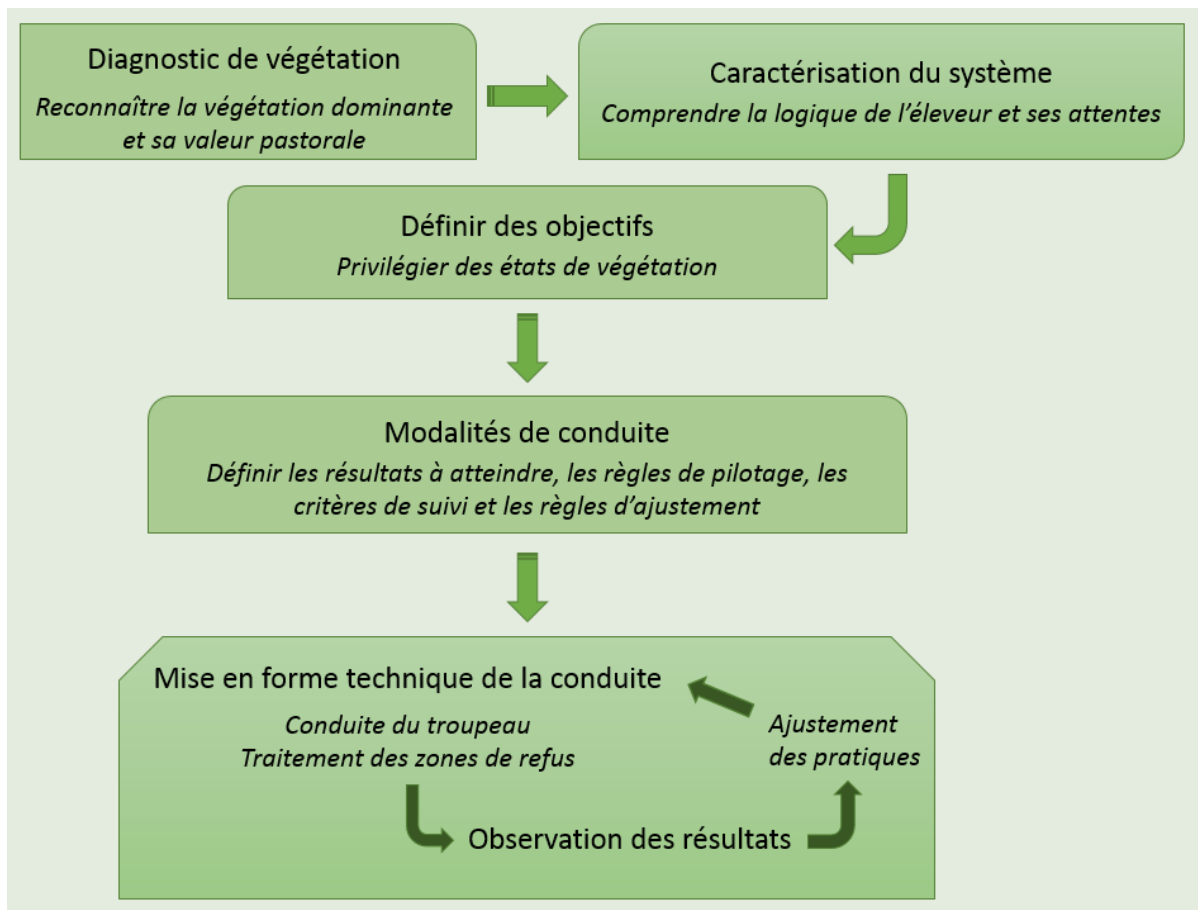 Diagnostic de végétation
Reconnaître la végétation dominante
et sa valeur pastorale
Caractérisation du système
Comprendre la logique de l’éleveur et ses attentes
Définir des objectifs
Privilégier des états de végétation
Modalités de conduite
Définir les résultats à atteindre, les règles de pilotage, les
critères de suivi et les règles d’ajustement
Mise en forme technique de la conduite
Conduite du troupeau
Traitement des zones de refus
Observation des résultats
Ajustement
des pratiques